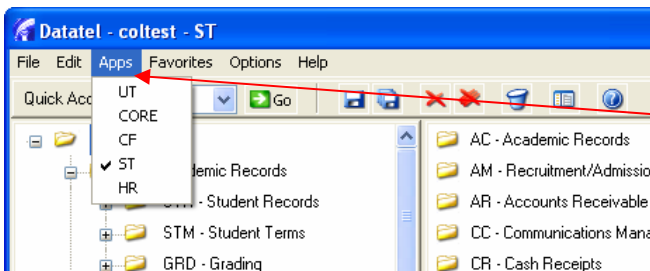 Datatel - coltest - ST
File Edit Apps Favorites Options Help
Quick Go
UT
CORE
CF
ST
HR
Records
- Student Records
STM - Student Terms
GRD - Grading
AC - Academic Records
AM - Recruitment/Admissio
AR - Accounts Receivable
CC - Communications Mana
CR - Cash Receipts